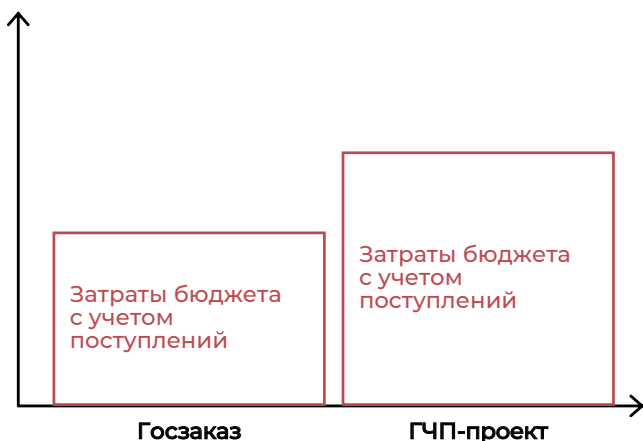 Затраты бюджета
с учетом
поступлений
Затраты бюджета
с учетом
поступлений
Госзаказ
ГЧП-проект